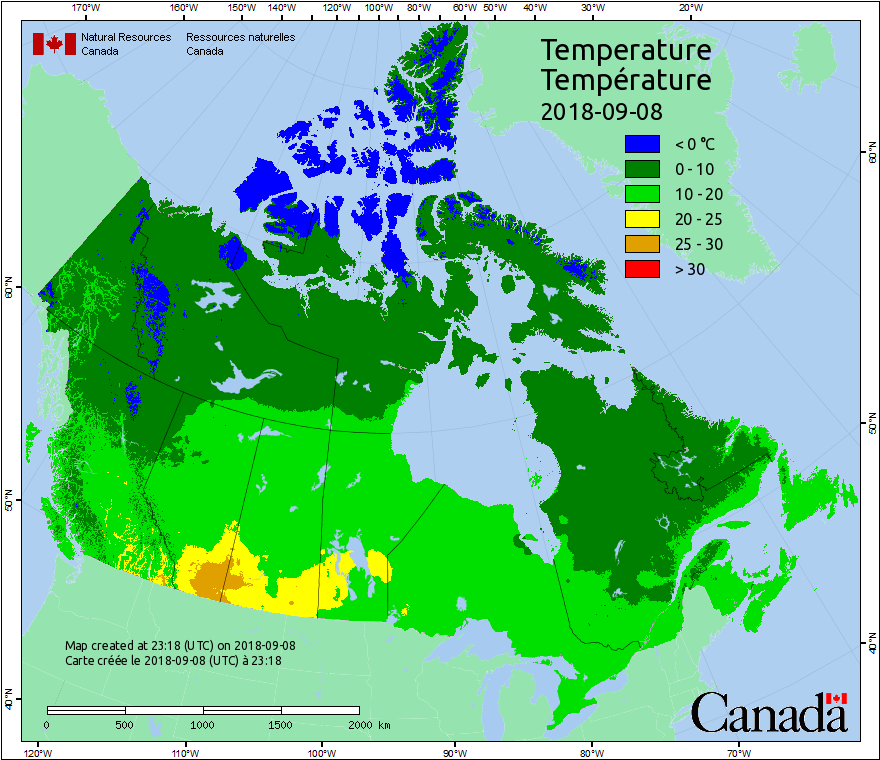 170°W 160°W 150°W 140°W 120°W 100°W 80°W 60°W 50°W 40°W 30°W 20°W
Natural Resources Ressources naturelles
Canada Canada
Temperature
Température
2018-09-08
< 0 °C
0 - 10
10 - 20
20 - 25
25 - 30
> 30
60°N
60°N
50°N
50°N
40°N
40°N
Map created at 23:18 (UTC) on 2018-09-08
Carte créée le 2018-09-08 (UTC) à 23:18
0 500 1000 1500 2000 km
Canada
120°W 110°W 100°W 90°W 80°W 70°W